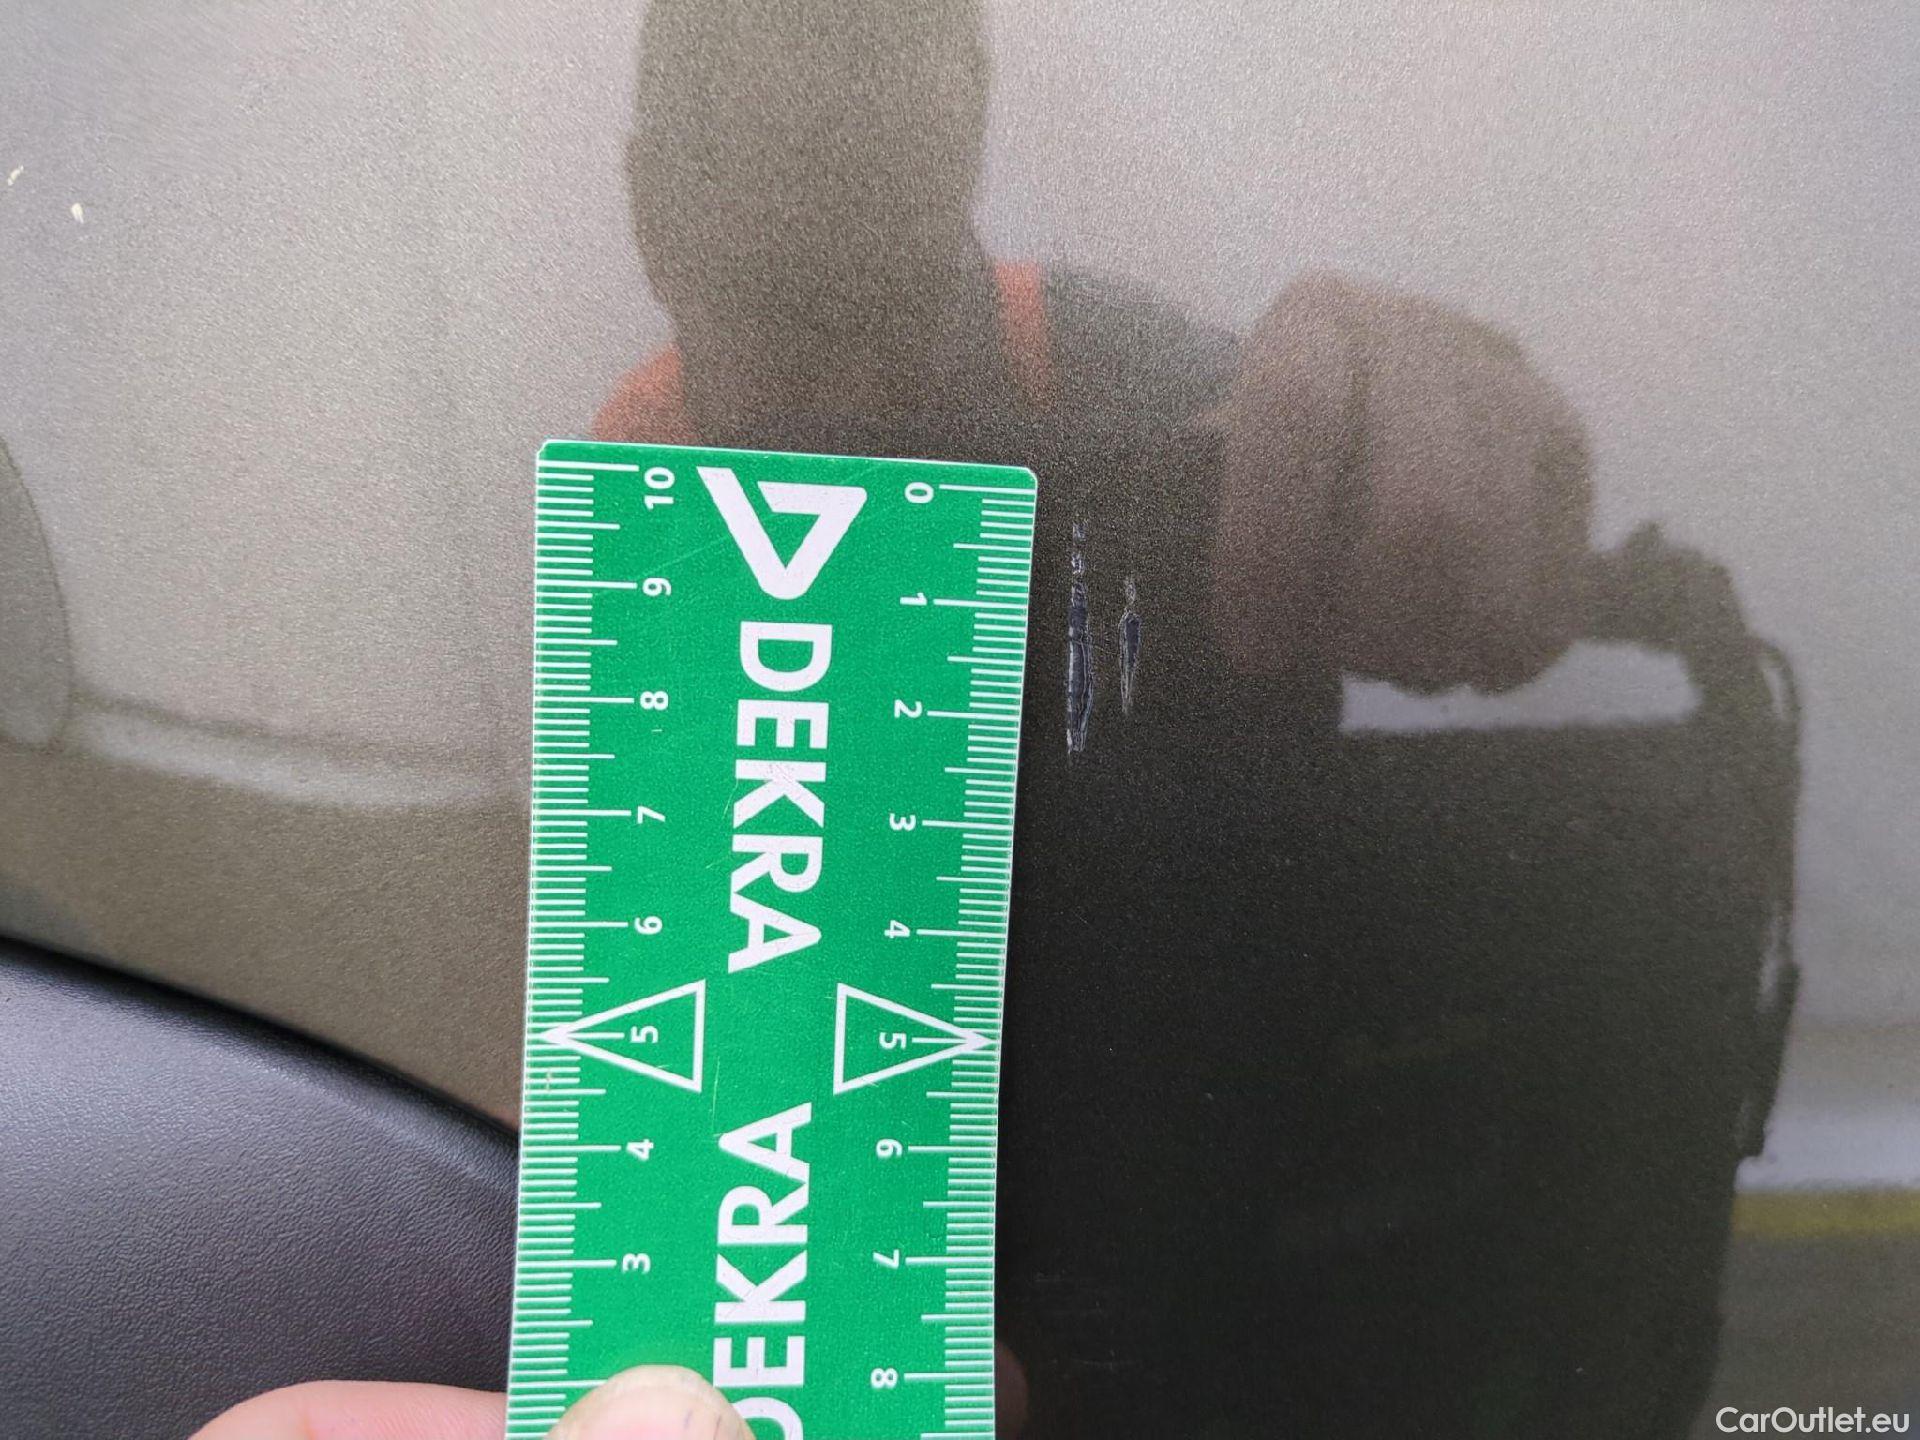 10 9 8 7 6 5 4 3
DEKRA
DEKRA
0 1 2 3 4 5 6 7 8
CarOutlet.eu